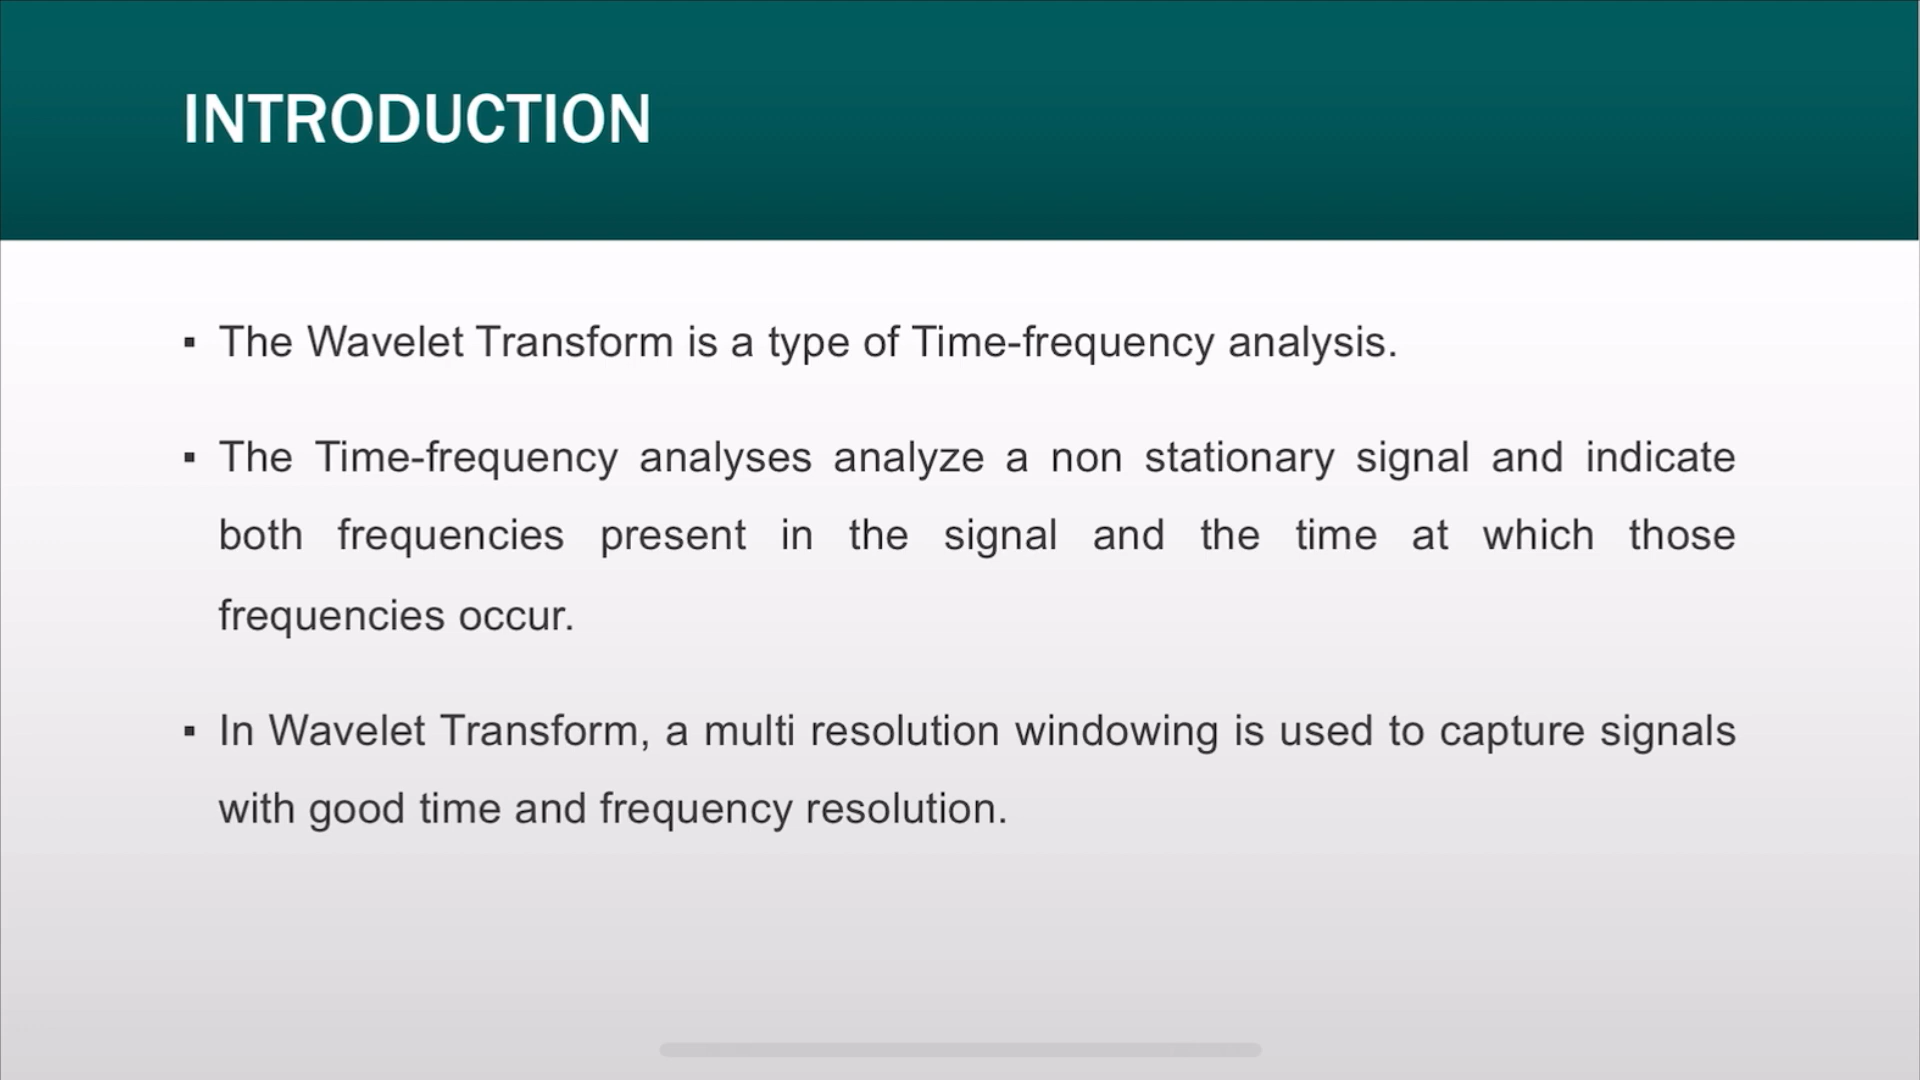 INTRODUCTION
▪ The Wavelet Transform is a type of Time-frequency analysis.
▪ The Time-frequency analyses analyze a non stationary signal and indicate
both frequencies present in the signal and the time at which those
frequencies occur.
▪ In Wavelet Transform, a multi resolution windowing is used to capture signals
with good time and frequency resolution.